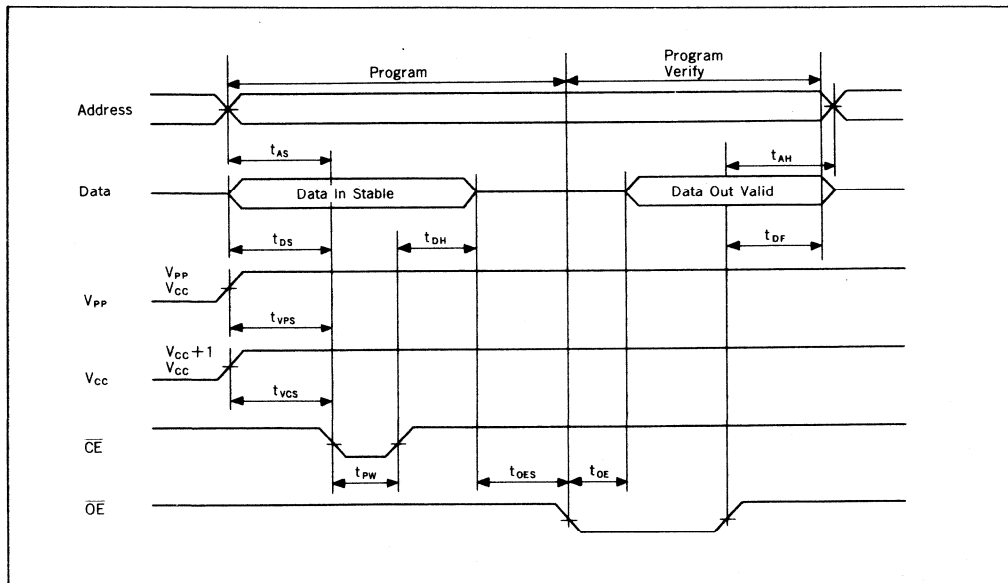 Program
Program
Verify
Address
tAS
tAH
Data
Data In Stable
Data Out Valid
tDS
tDH
tDF
VPP
VCC
VPP
tVPS
VCC+1
VCC
VCC
tVCS
CE
tPW
tOES
tOE
OE